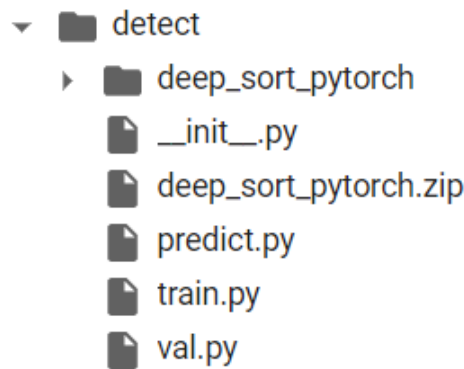 detect
deep_sort_pytorch
__init__.py
deep_sort_pytorch.zip
predict.py
train.py
val.py